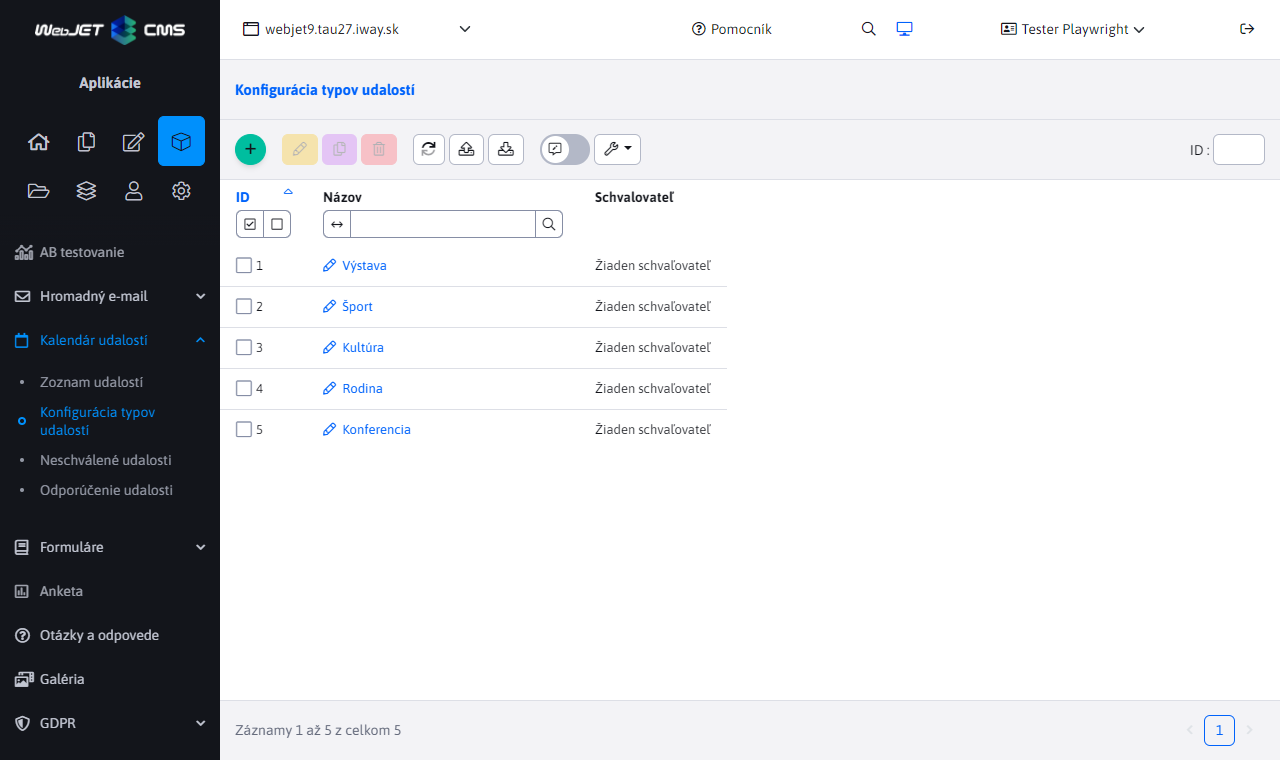 WebJET CMS
webjet9.tau27.iway.sk
Pomocník
Tester Playwright
Aplikácie
Konfigurácia typov udalostí
ID :
AB testovanie
Hromadný e-mail
Kalendár udalostí
Zoznam udalostí
Konfigurácia typov
udalostí
Neschválené udalosti
Odporúčenie udalosti
Formuláre
Anketa
Otázky a odpovede
Galéria
GDPR
ID Názov Schvalovateľ
1 Výstava Žiaden schvaľovateľ
2 Šport Žiaden schvaľovateľ
3 Kultúra Žiaden schvaľovateľ
4 Rodina Žiaden schvaľovateľ
5 Konferencia Žiaden schvaľovateľ
Záznamy 1 až 5 z celkom 5
1